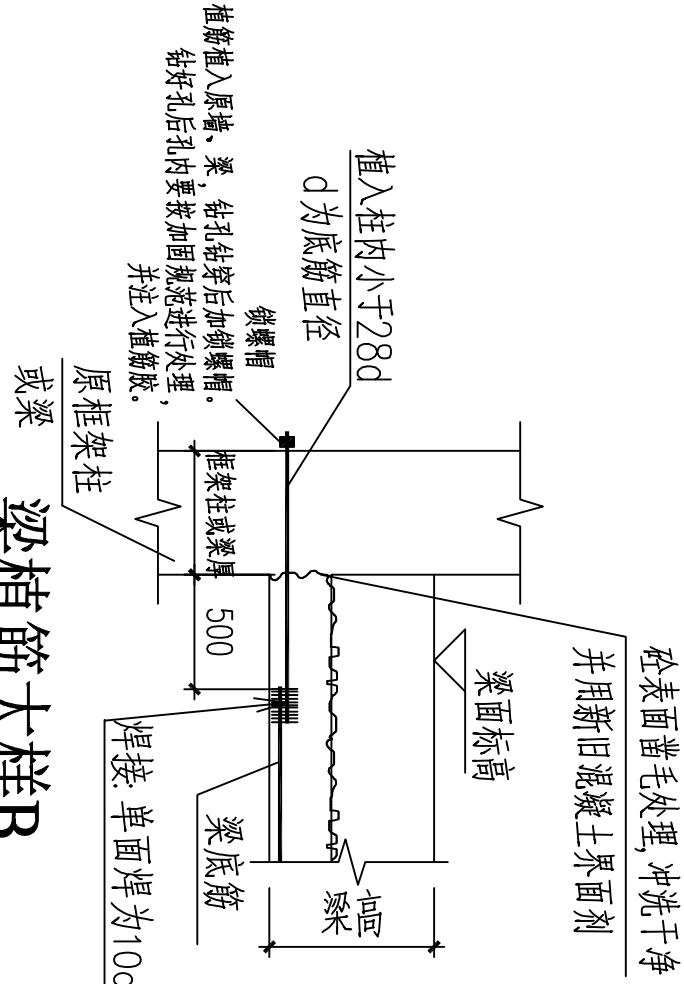 砼表面凿毛处理，冲洗干净
并用新旧混凝土界面剂
梁面标高
植入柱内小于28d
d为底筋直径
锁螺帽
植筋植入原墙、梁，钻孔钻穿后加锁螺帽。
钻好孔后孔内要按加固规范进行处理，
并注入植筋胶。
框架柱或梁厚
500
梁高
梁底筋
焊接：单面焊为10d
原框架柱
或梁
梁植筋大样B